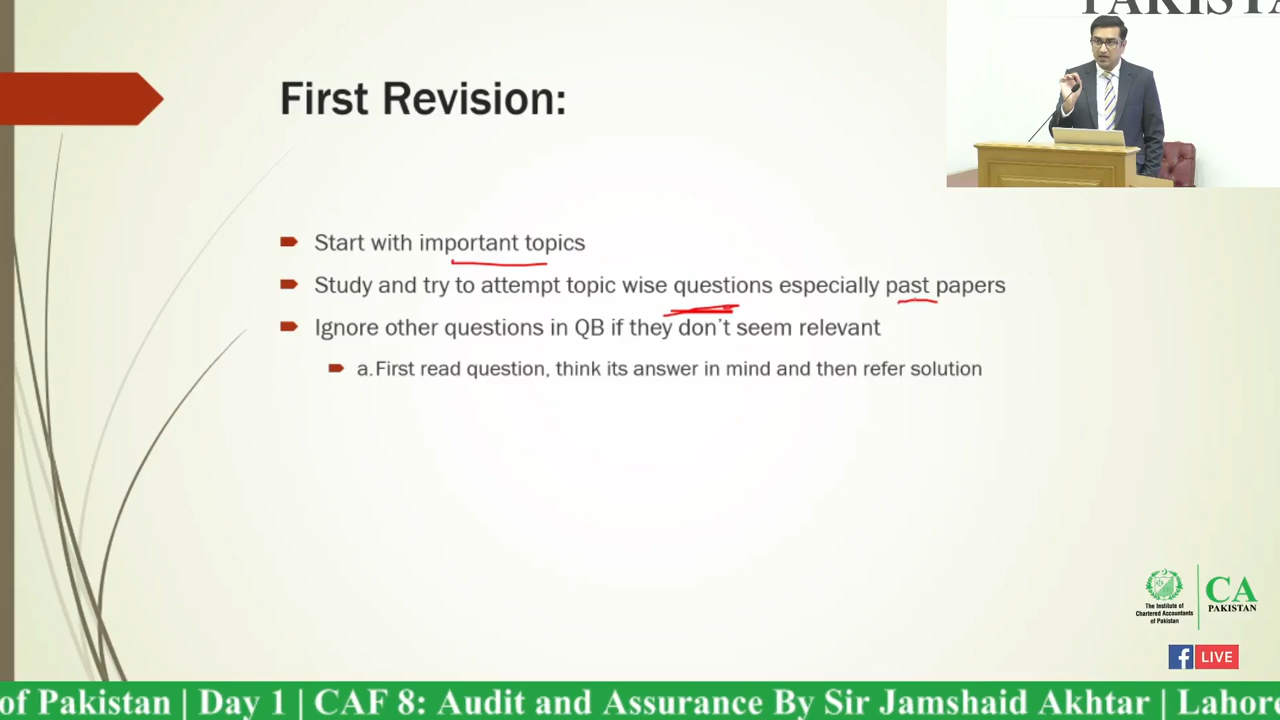 PAKISTAN
First Revision:
Start with important topics
Study and try to attempt topic wise questions especially past papers
Ignore other questions in QB if they don't seem relevant
a.First read question, think its answer in mind and then refer solution
The Institute of
Chartered Accountants
of Pakistan
CA
PAKISTAN
f LIVE
of Pakistan | Day 1 | CAF 8: Audit and Assurance By Sir Jamshaid Akhtar | Lahore